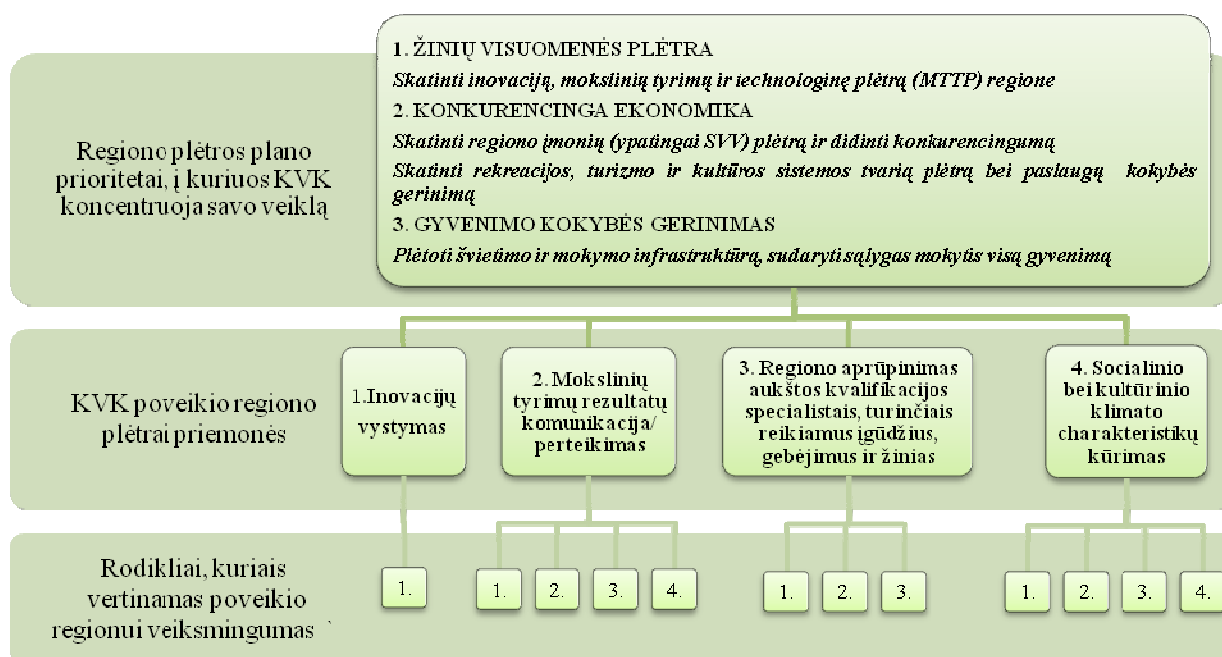 1. ŽINIŲ VISUOMENĖS PLĖTRA
Skatinti inovacijų, mokslinių tyrimų ir technologinę plėtrą (MTTP) regione
2. KONKURENCINGA EKONOMIKA
Skatinti regiono įmonių (ypatingai SVV) plėtrą ir didinti konkurencingumą
Skatinti rekreacijos, turizmo ir kultūros sistemos tvarią plėtrą bei paslaugų kokybės
gerinimą
3. GYVENIMO KOKYBĖS GERINIMAS
Plėtoti švietimo ir mokymo infrastruktūrą, sudaryti sąlygas mokytis visą gyvenimą
Regiono plėtros plano
prioritetai, į kuriuos KVK
koncentruoja savo veiklą
KVK poveikio regiono
plėtrai priemonės
1.Inovacijų
vystymas
2. Mokslinių
tyrimų rezultatų
komunikacija/
perteikimas
3. Regiono aprūpinimas
aukštos kvalifikacijos
specialistais, turinčiais
reikiamus įgūdžius,
gebėjimus ir žinias
4. Socialinio
bei kultūrinio
klimato
charakteristikų
kūrimas
Rodikliai, kuriais
vertinamas poveikio
regionui veiksmingumas
1.
1. 2. 3. 4.
1. 2. 3.
1. 2. 3. 4.